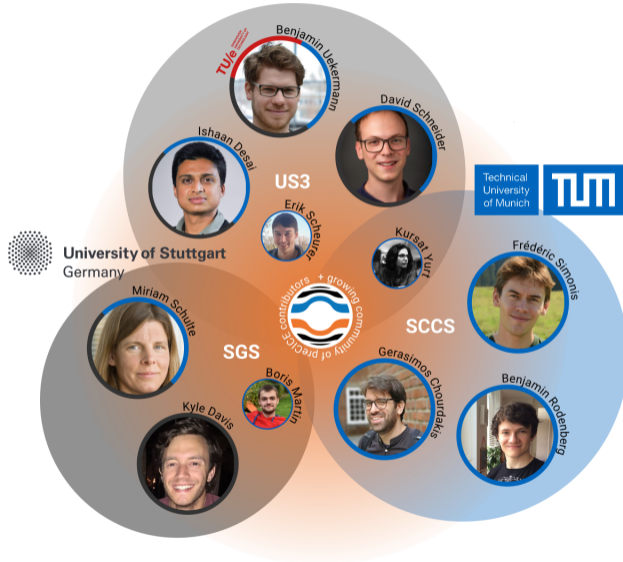 TU/e
Benjamin Uekermann
David Schneider
Ishaan Desai
US3
Erik Scheurer
Kursat Yurt
Technical
University
of Munich
TUM
University of Stuttgart
Germany
Frédéric Simonis
Miriam Schulte
+ growing community of preCICE contributors
SGS
SCCS
Boris Martin
Gerasimos Chourdakis
Benjamin Rodenberg
Kyle Davis